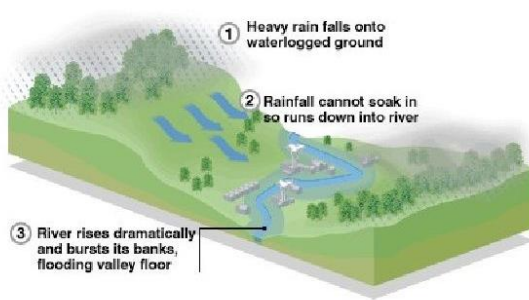 1 Heavy rain falls onto
waterlogged ground
2 Rainfall cannot soak in
so runs down into river
3 River rises dramatically
and bursts its banks,
flooding valley floor